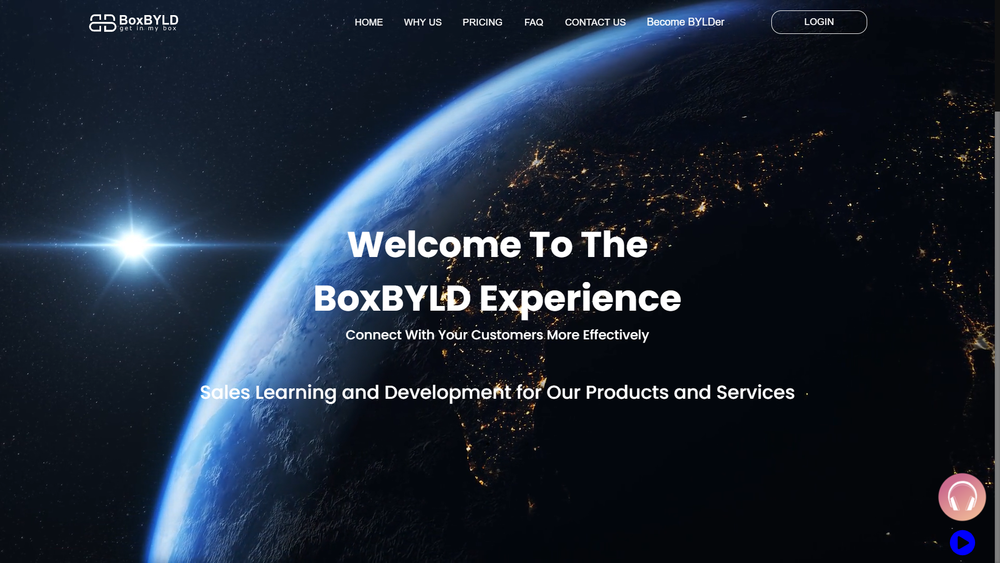 BoxBYLD
get in my box
HOME WHY US PRICING FAQ CONTACT US Become BYLDer LOGIN
Welcome To The
BoxBYLD Experience
Connect With Your Customers More Effectively
Sales Learning and Development for Our Products and Services